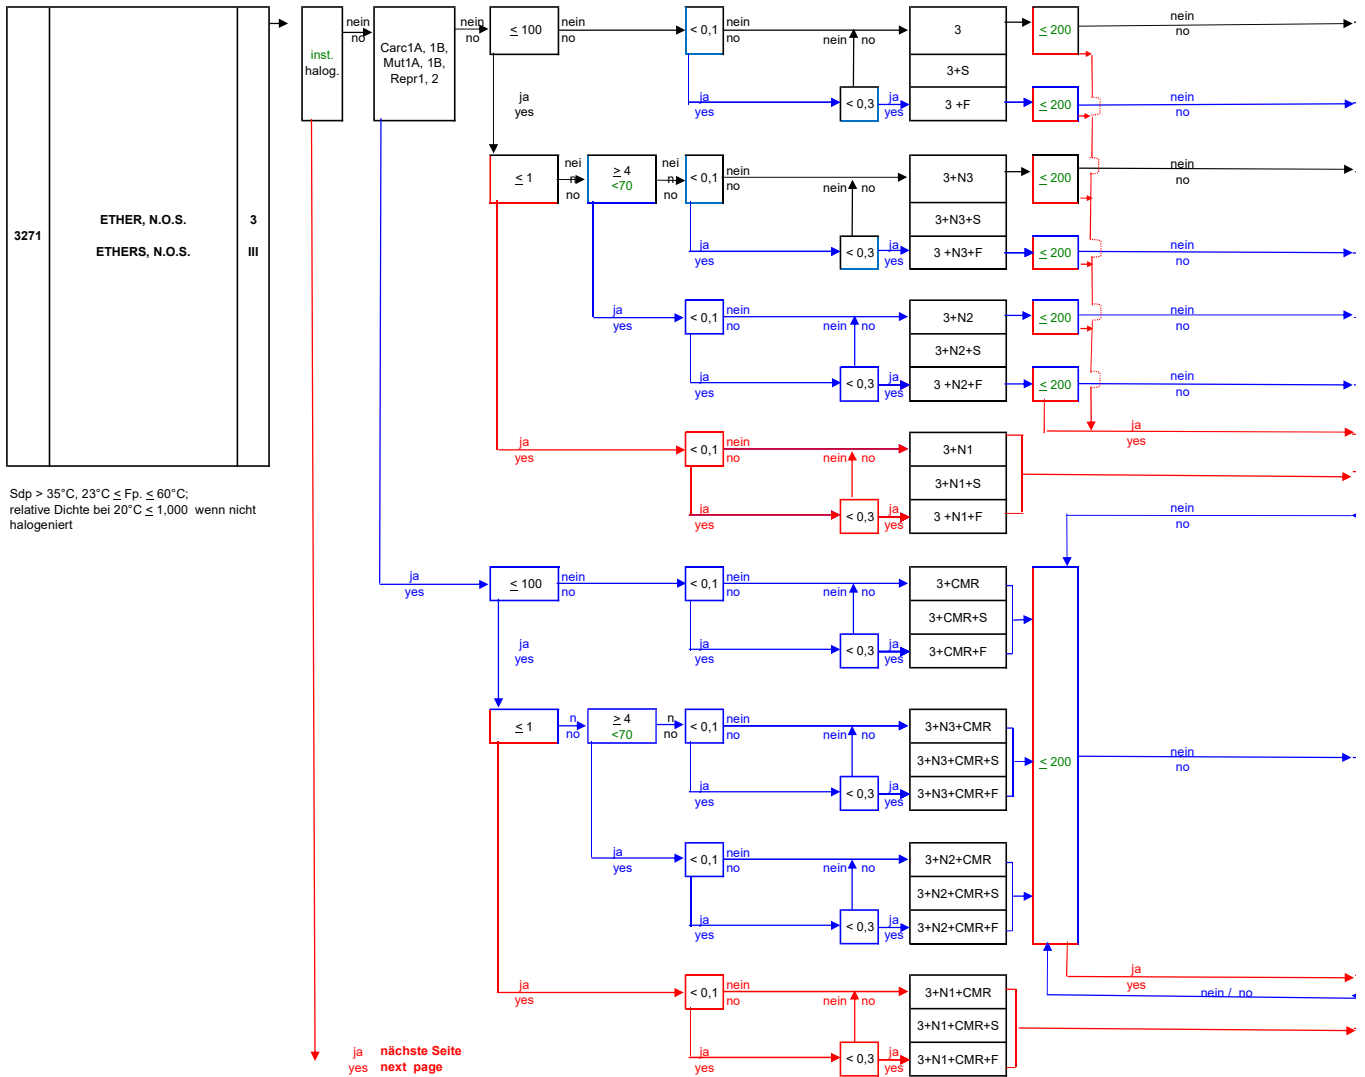 3271
ETHER, N.O.S.
ETHERS, N.O.S.
3
III
Sdp > 35°C, 23°C ≤ Fp. ≤ 60°C;
relative Dichte bei 20°C ≤ 1,000 wenn nicht
halogeniert
inst.
halog.
nein
no
Carc1A, 1B,
Mut1A, 1B,
Repr1, 2
nein
no
≤ 100
nein
no
< 0,1
nein
no
nein no
3
3+S
3 +F
≤ 200
nein
no
ja
yes
ja
yes
< 0,3
ja
yes
≤ 200
nein
no
≤ 1
nei
n
no
≥ 4
<70
nei
n
no
< 0,1
nein
no
nein no
3+N3
3+N3+S
3 +N3+F
≤ 200
nein
no
ja
yes
< 0,3
ja
yes
≤ 200
nein
no
ja
yes
< 0,1
nein
no
nein no
3+N2
3+N2+S
3 +N2+F
≤ 200
nein
no
ja
yes
< 0,3
ja
yes
≤ 200
nein
no
ja
yes
ja
yes
< 0,1
nein
no
nein no
3+N1
3+N1+S
3 +N1+F
ja
yes
< 0,3
ja
yes
nein
no
ja
yes
≤ 100
nein
no
< 0,1
nein
no
nein no
3+CMR
3+CMR+S
3+CMR+F
ja
yes
ja
yes
< 0,3
ja
yes
≤ 1
n
no
≥ 4
<70
n
no
< 0,1
nein
no
nein no
3+N3+CMR
3+N3+CMR+S
3+N3+CMR+F
≤ 200
nein
no
ja
yes
< 0,3
ja
yes
ja
yes
< 0,1
nein
no
nein no
3+N2+CMR
3+N2+CMR+S
3+N2+CMR+F
ja
yes
< 0,3
ja
yes
ja
yes
nein / no
ja
yes
< 0,1
nein
no
nein no
3+N1+CMR
3+N1+CMR+S
3+N1+CMR+F
ja
yes
< 0,3
ja
yes
ja nächste Seite
yes next page